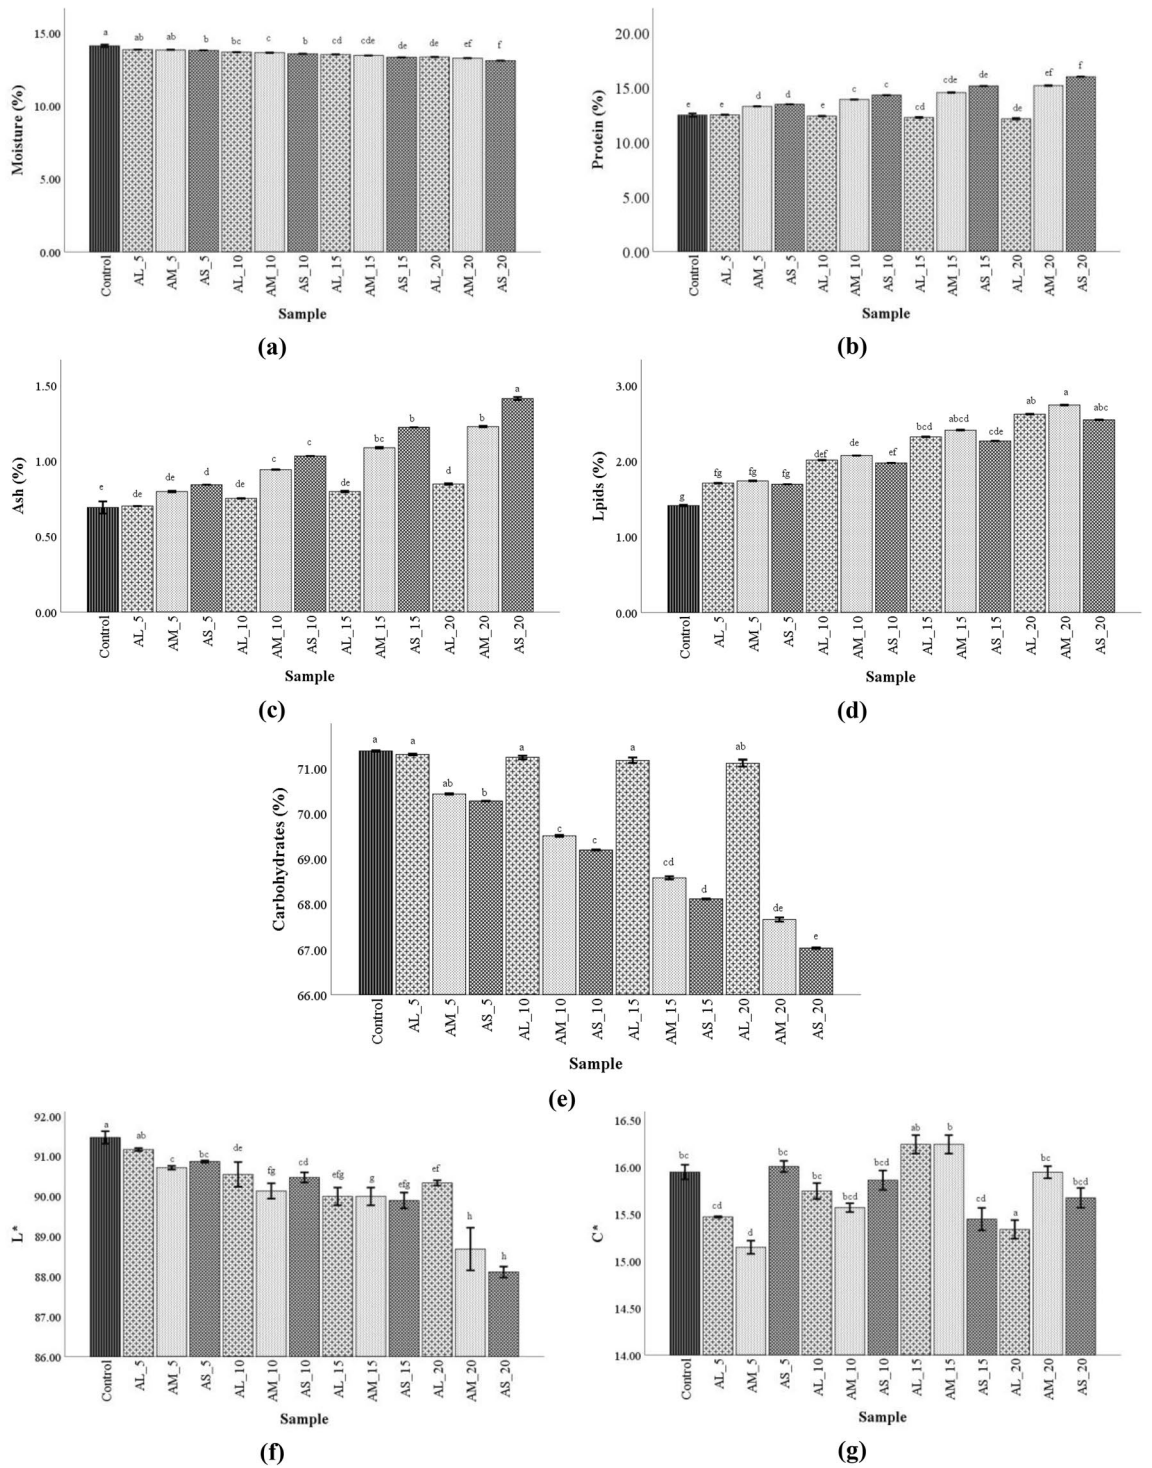 15.00
10.00
5.00
0.00
Moisture (%)
a ab ab b bc c b cd cde de de ef f
Control AL_5 AM_5 AS_5 AL_10 AM_10 AS_10 AL_15 AM_15 AS_15 AL_20 AM_20 AS_20
Sample
(a)
20.00
15.00
10.00
5.00
0.00
Protein (%)
e e d d e c c cd cde de de ef f
Control AL_5 AM_5 AS_5 AL_10 AM_10 AS_10 AL_15 AM_15 AS_15 AL_20 AM_20 AS_20
Sample
(b)
1.50
1.00
0.50
0.00
Ash (%)
e de de d de c c de bc b d b a
Control AL_5 AM_5 AS_5 AL_10 AM_10 AS_10 AL_15 AM_15 AS_15 AL_20 AM_20 AS_20
Sample
(c)
3.00
2.00
1.00
0.00
Lpids (%)
g fg fg fg def de ef bcd abcd cde ab a abc
Control AL_5 AM_5 AS_5 AL_10 AM_10 AS_10 AL_15 AM_15 AS_15 AL_20 AM_20 AS_20
Sample
(d)
71.00
70.00
69.00
68.00
67.00
66.00
Carbohydrates (%)
a a ab b a c c a cd d ab de e
Control AL_5 AM_5 AS_5 AL_10 AM_10 AS_10 AL_15 AM_15 AS_15 AL_20 AM_20 AS_20
Sample
(e)
92.00
91.00
90.00
89.00
88.00
87.00
86.00
L*
a ab c bc de fg cd efg g efg ef h h
Control AL_5 AM_5 AS_5 AL_10 AM_10 AS_10 AL_15 AM_15 AS_15 AL_20 AM_20 AS_20
Sample
(f)
16.50
16.00
15.50
15.00
14.50
14.00
C*
bc cd d bc bc bcd bcd ab b cd a bc bc
Control AL_5 AM_5 AS_5 AL_10 AM_10 AS_10 AL_15 AM_15 AS_15 AL_20 AM_20 AS_20
Sample
(g)